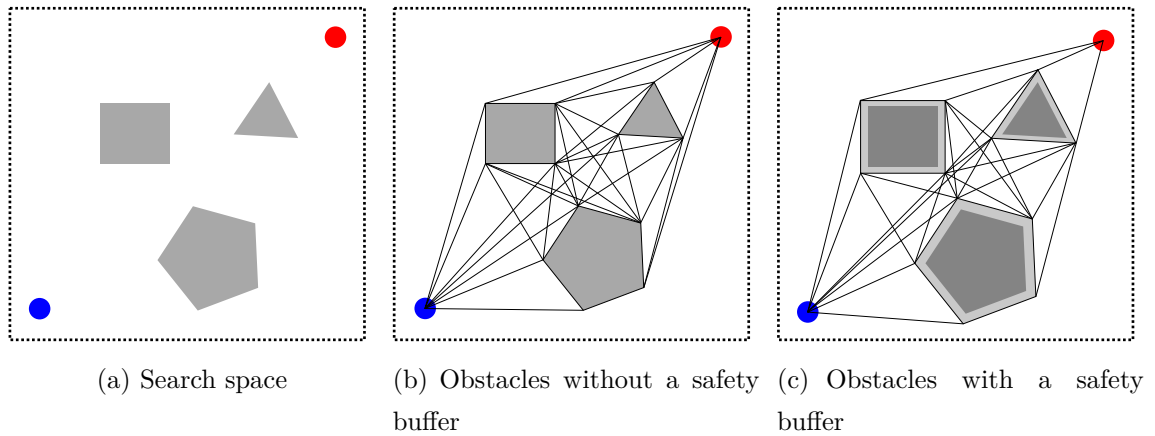 (a) Search space
(b) Obstacles without a safety
buffer
(c) Obstacles with a safety
buffer